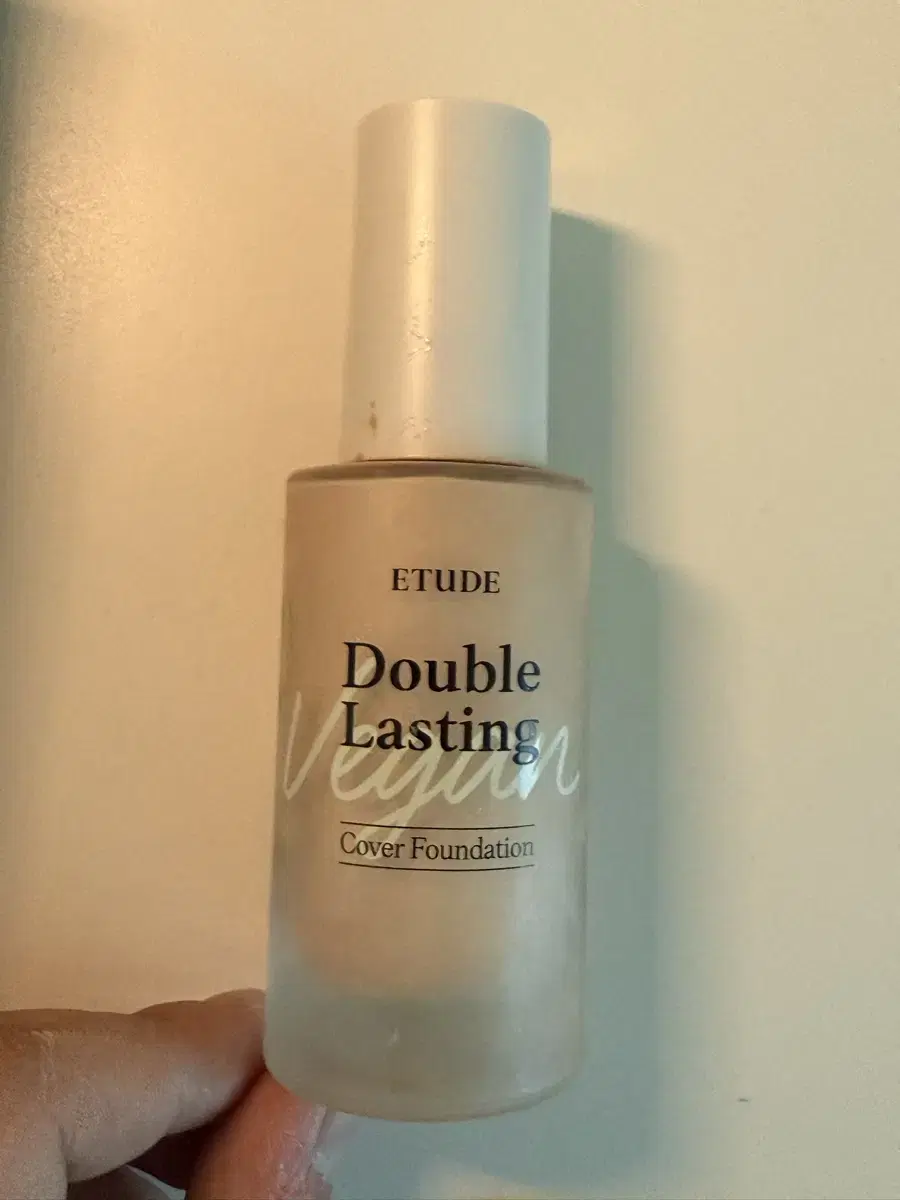 ETUDE
Double
Lasting
Vegan
Cover Foundation